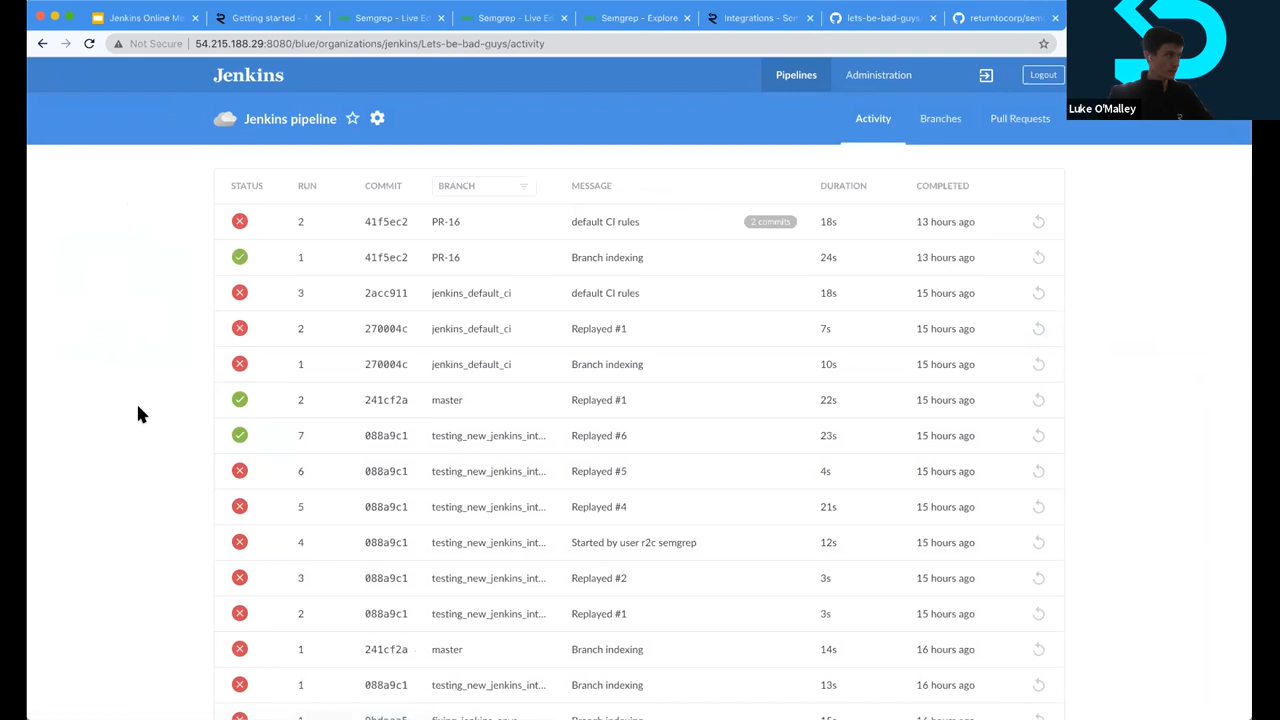 Jenkins Online Me
Getting started -
Semgrep - Live Ed
Semgrep - Live Ed
Semgrep - Explore
Integrations - Sem
lets-be-bad-guys
returntocorp/sem
Not Secure
54.215.188.29:8080/blue/organizations/jenkins/Lets-be-bad-guys/activity
Luke O'Malley
Jenkins
Pipelines
Administration
Logout
Jenkins pipeline
Activity
Branches
Pull Requests
STATUS RUN COMMIT BRANCH MESSAGE DURATION COMPLETED
2 41f5ec2 PR-16 default CI rules 2 commits 18s 13 hours ago
1 41f5ec2 PR-16 Branch indexing 24s 13 hours ago
3 2acc911 jenkins_default_ci default CI rules 18s 15 hours ago
2 270004c jenkins_default_ci Replayed #1 7s 15 hours ago
1 270004c jenkins_default_ci Branch indexing 10s 15 hours ago
2 241cf2a master Replayed #1 22s 15 hours ago
7 088a9c1 testing_new_jenkins_int... Replayed #6 23s 15 hours ago
6 088a9c1 testing_new_jenkins_int... Replayed #5 4s 15 hours ago
5 088a9c1 testing_new_jenkins_int... Replayed #4 21s 15 hours ago
4 088a9c1 testing_new_jenkins_int... Started by user r2c semgrep 12s 15 hours ago
3 088a9c1 testing_new_jenkins_int... Replayed #2 3s 15 hours ago
2 088a9c1 testing_new_jenkins_int... Replayed #1 3s 15 hours ago
1 241cf2a master Branch indexing 14s 16 hours ago
1 088a9c1 testing_new_jenkins_int... Branch indexing 13s 16 hours ago